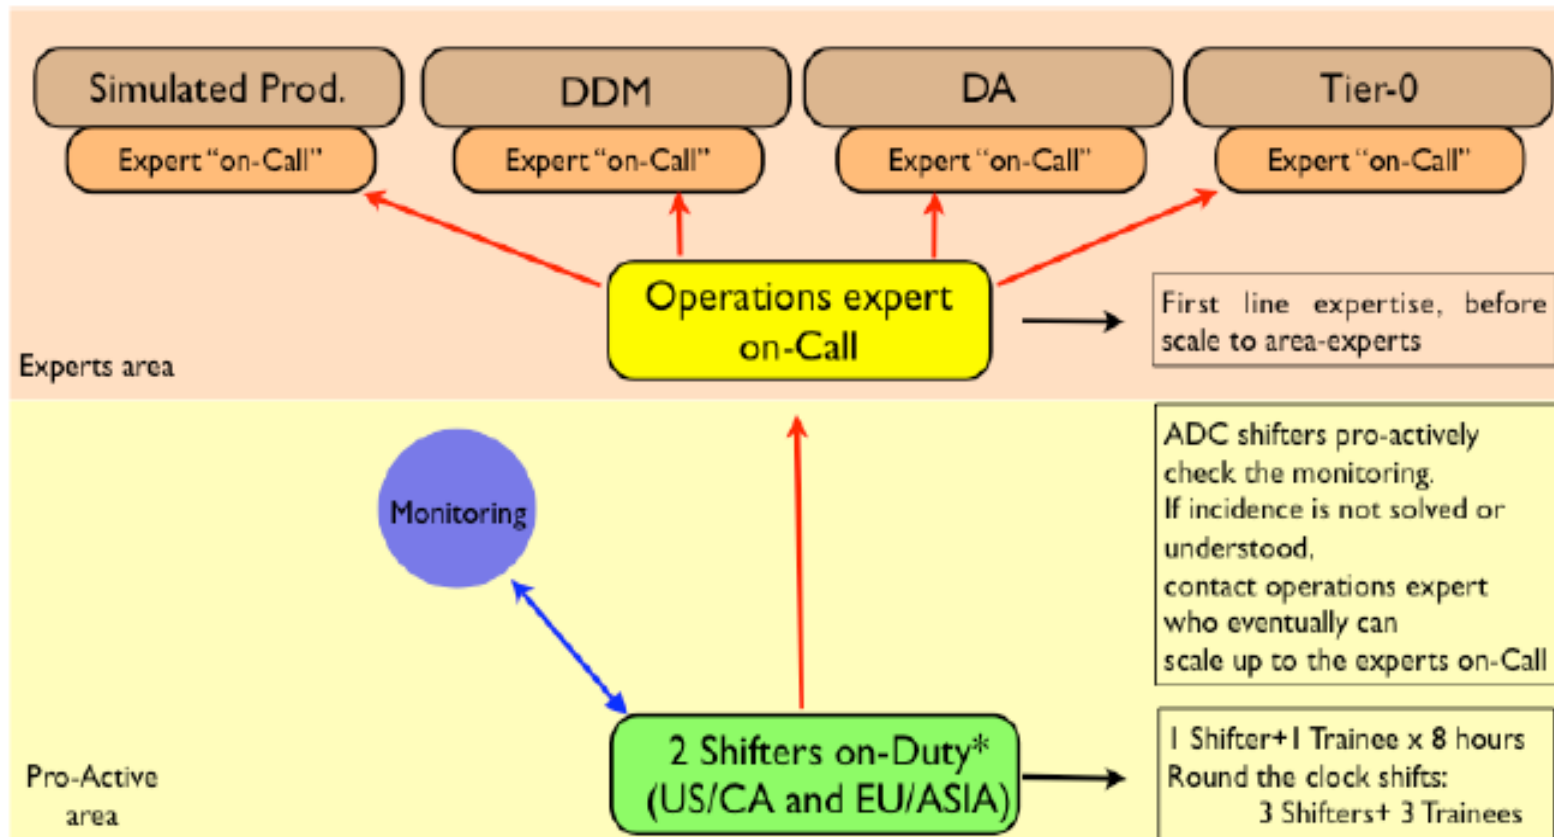 Simulated Prod.
DDM
DA
Tier-0
Expert “on-Call”
Expert “on-Call”
Expert “on-Call”
Expert “on-Call”
Operations expert
on-Call
First line expertise, before
scale to area-experts
Experts area
ADC shifters pro-actively
check the monitoring.
If incidence is not solved or
understood,
contact operations expert
who eventually can
scale up to the experts on-Call
Monitoring
2 Shifters on-Duty*
(US/CA and EU/ASIA)
1 Shifter+1 Trainee x 8 hours
Round the clock shifts:
3 Shifters+ 3 Trainees
Pro-Active
area